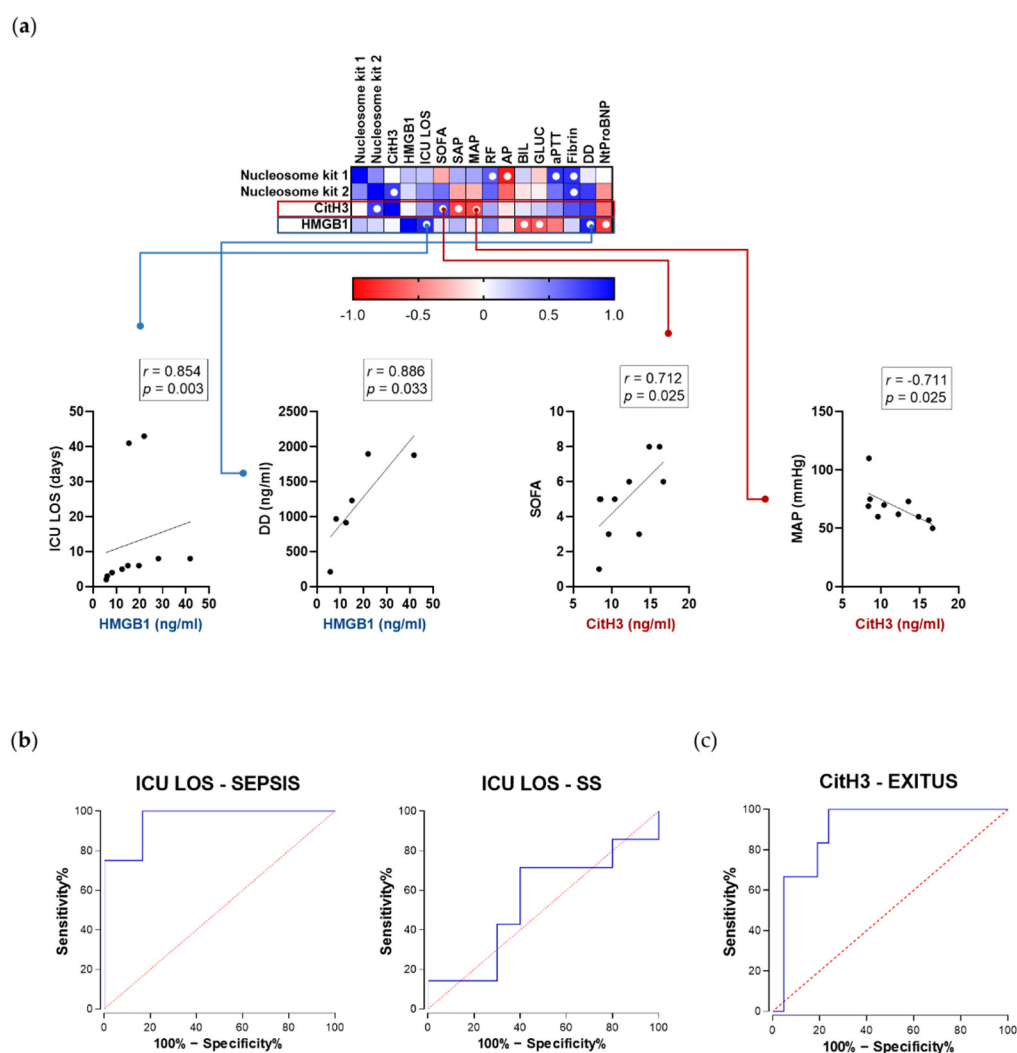 (a)
Nucleosome kit 1
Nucleosome kit 2
CitH3
HMGB1
ICU LOS
SOFA
SAP
MAP
RF
AP
BIL
GLUC
aPTT
Fibrin
DD
NtProBNP
Nucleosome kit 1
Nucleosome kit 2
CitH3
HMGB1
-1.0 -0.5 0 0.5 1.0
r = 0.854
p = 0.003
50
40
30
20
10
0
ICU LOS (days)
0 10 20 30 40 50
HMGB1 (ng/ml)
r = 0.886
p = 0.033
2500
2000
1500
1000
500
0
DD (ng/ml)
0 10 20 30 40 50
HMGB1 (ng/ml)
r = 0.712
p = 0.025
10
8
6
4
2
0
SOFA
5 10 15 20
CitH3 (ng/ml)
r = -0.711
p = 0.025
150
100
50
0
MAP (mmHg)
5 10 15 20
CitH3 (ng/ml)
(b)
ICU LOS - SEPSIS
100
80
60
40
20
0
Sensitivity%
0 20 40 60 80 100
100% − Specificity%
ICU LOS - SS
100
80
60
40
20
0
Sensitivity%
0 20 40 60 80 100
100% − Specificity%
(c)
CitH3 - EXITUS
100
80
60
40
20
0
Sensitivity%
0 20 40 60 80 100
100% − Specificity%